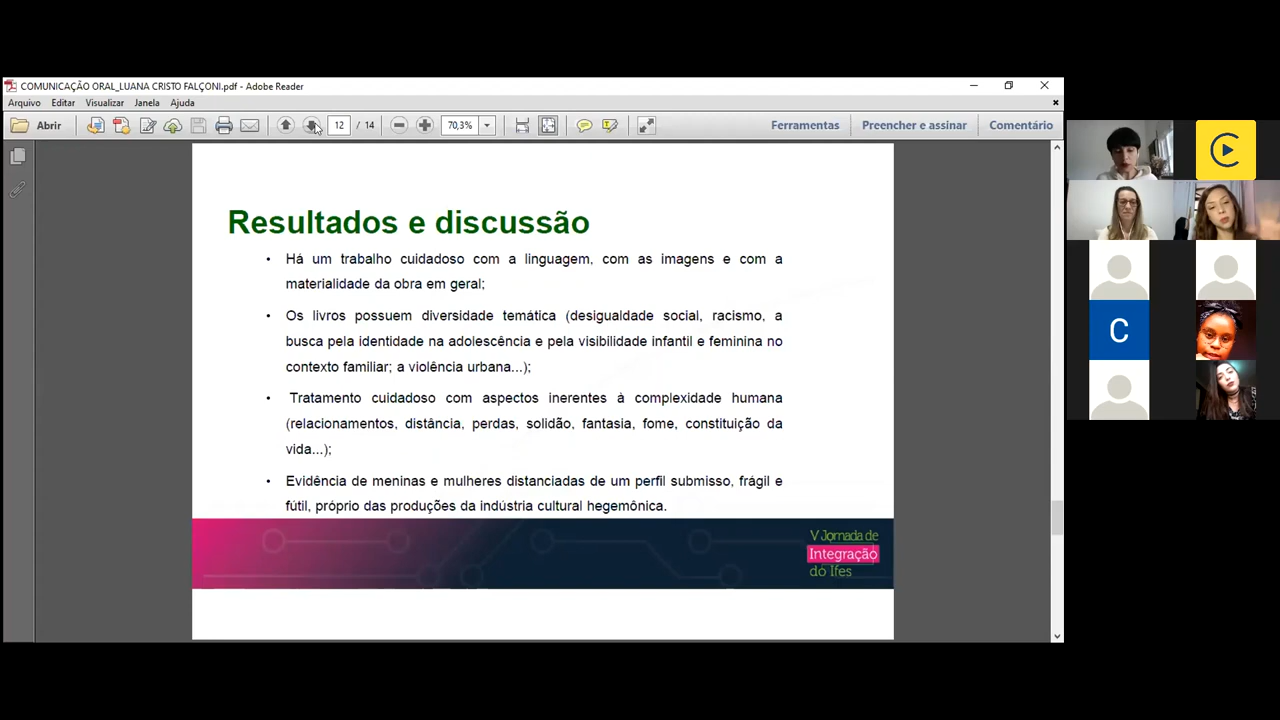 COMUNICAÇÃO ORAL_LUANA CRISTO FALÇONI.pdf - Adobe Reader
Arquivo Editar Visualizar Janela Ajuda
Abrir 12 / 14 70,3% Ferramentas Preencher e assinar Comentário
Resultados e discussão
• Há um trabalho cuidadoso com a linguagem, com as imagens e com a
materialidade da obra em geral;
• Os livros possuem diversidade temática (desigualdade social, racismo, a
busca pela identidade na adolescência e pela visibilidade infantil e feminina no
contexto familiar; a violência urbana...);
• Tratamento cuidadoso com aspectos inerentes à complexidade humana
(relacionamentos, distância, perdas, solidão, fantasia, fome, constituição da
vida...);
• Evidência de meninas e mulheres distanciadas de um perfil submisso, frágil e
fútil, próprio das produções da indústria cultural hegemônica.
V Jornada de
Integração
do Ifes
C
C